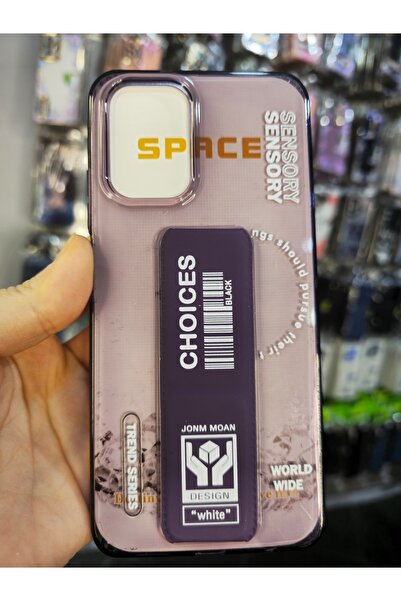 SPACE
SENSORY
SENSORY
ngs should pursue their
CHOICES
BLACK
JONM MOAN
DESIGN
"white"
TREND SERIES
WORLD
WIDE